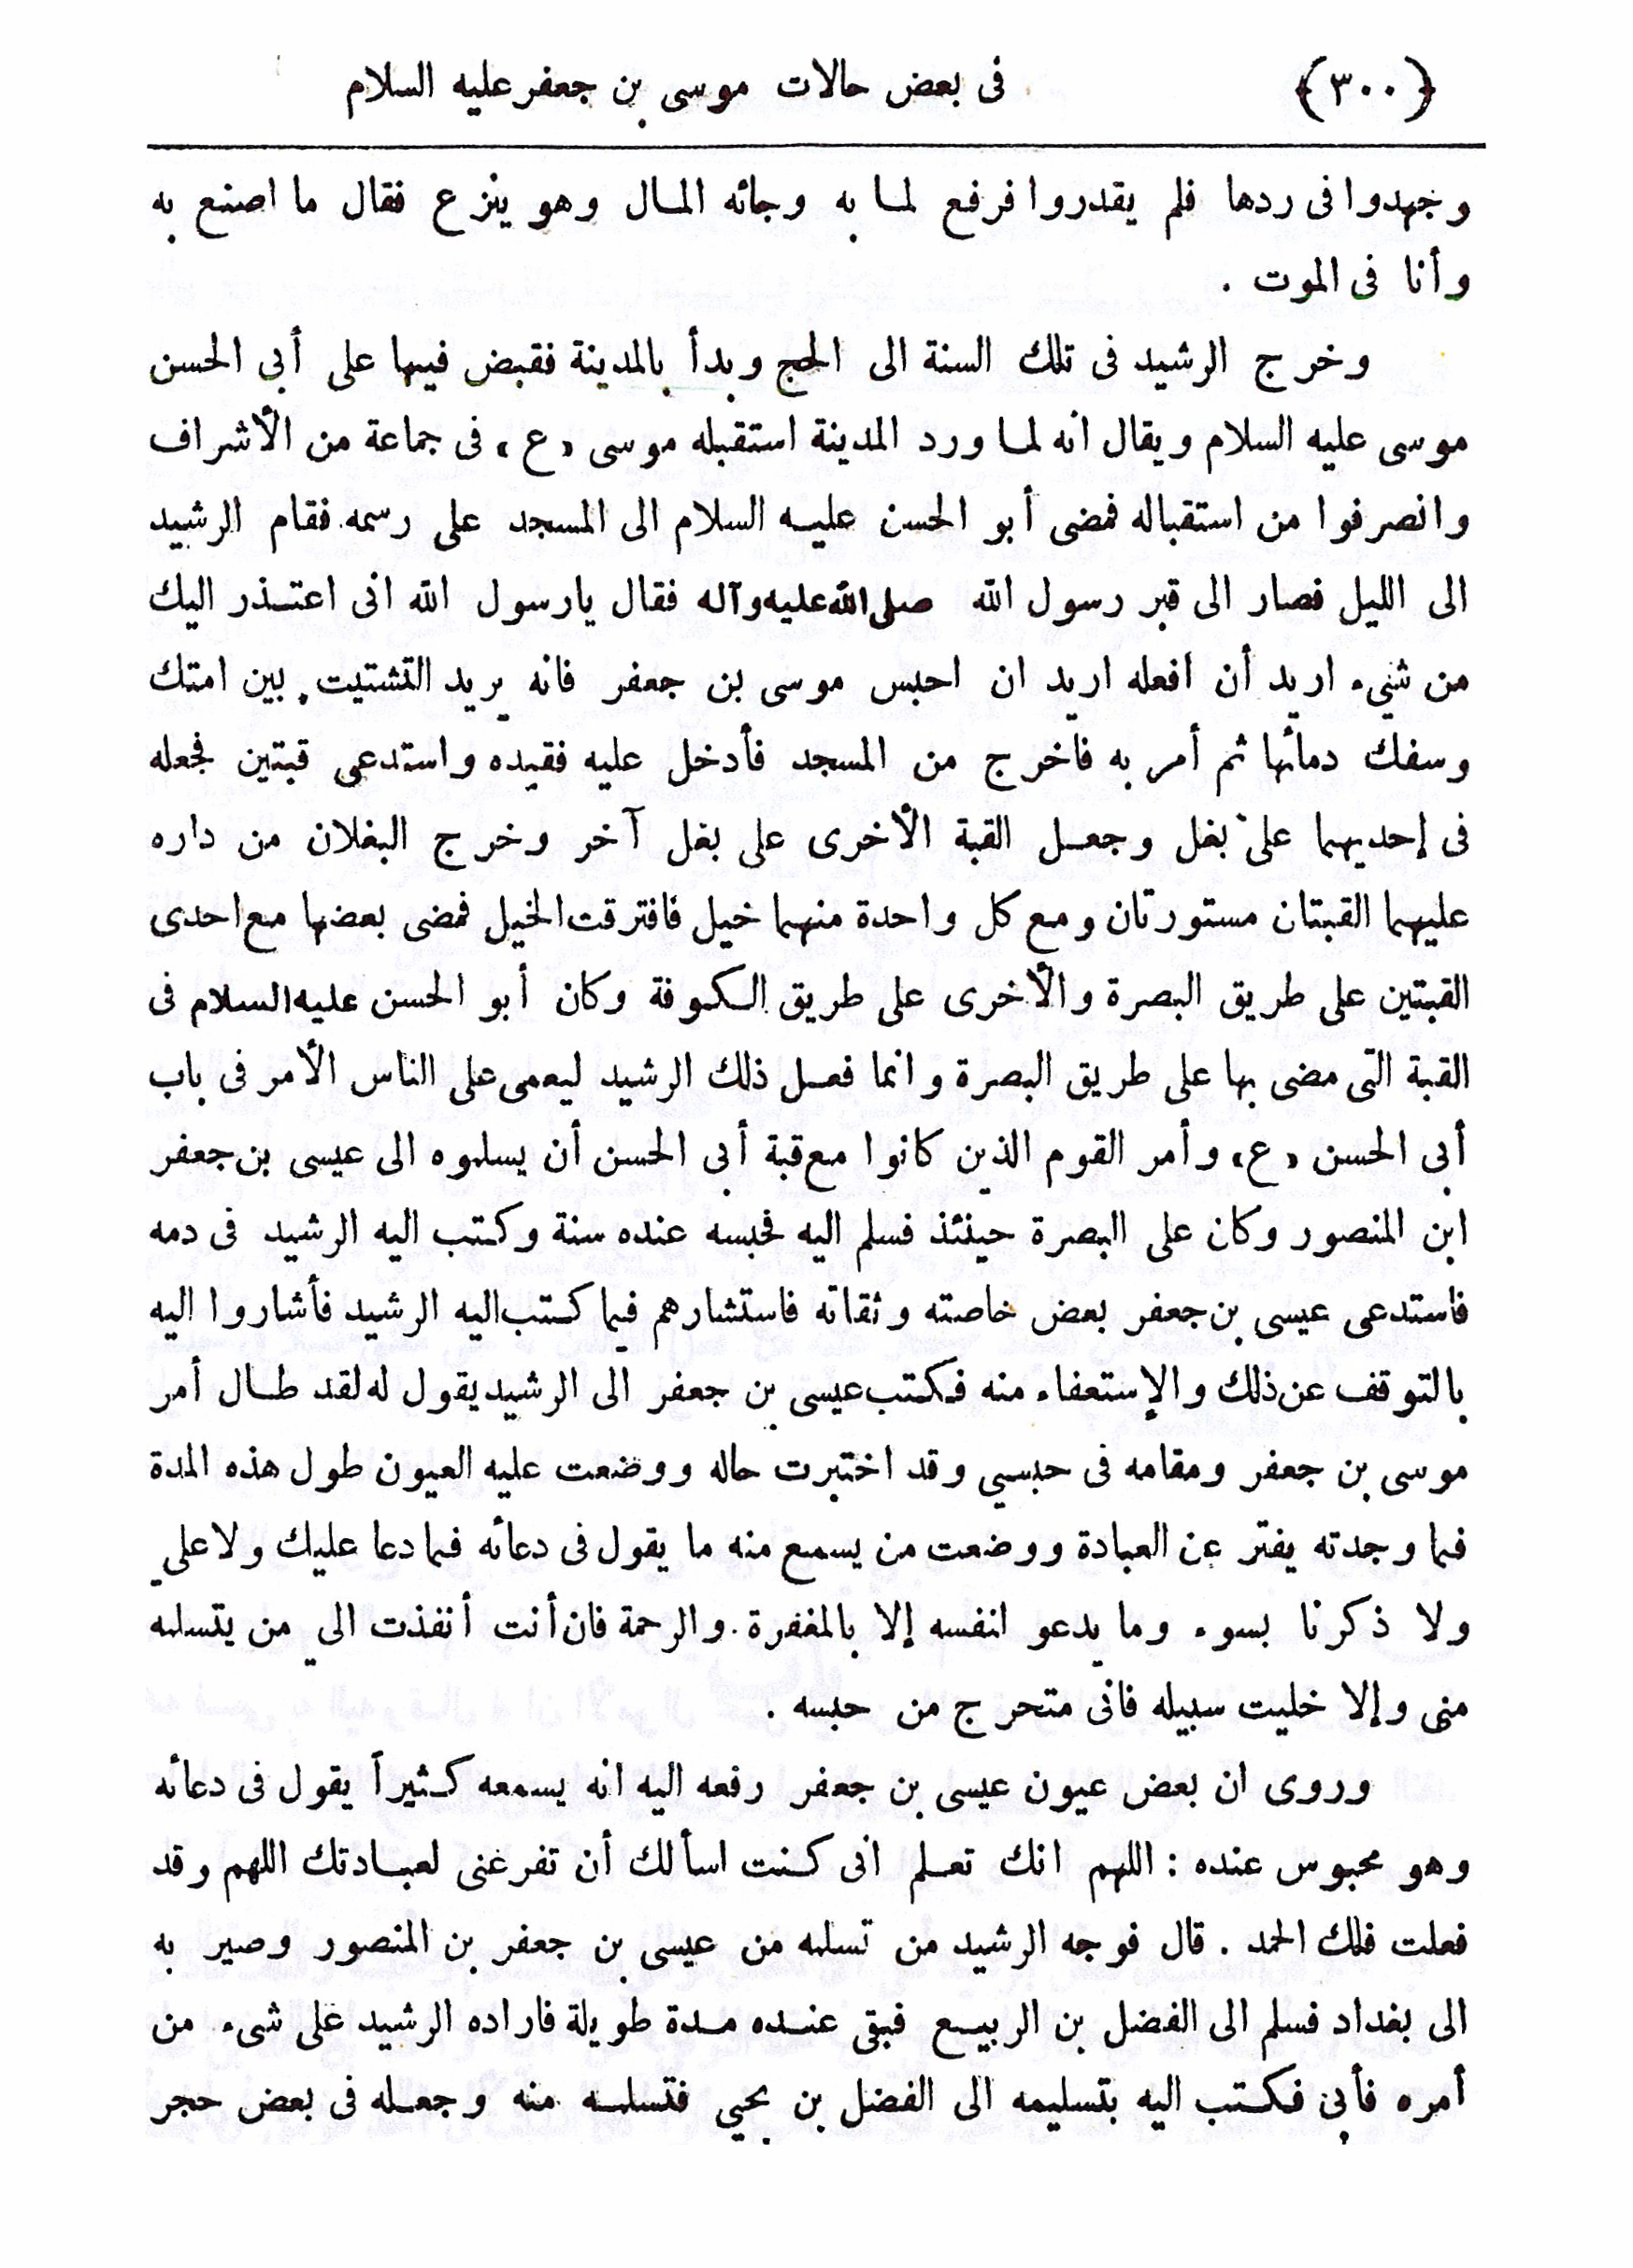 ﴿٣٠٠﴾ فى بعض حالات موسى بن جعفر عليه السلام
وجهدوا فى ردها فلم يقدروا فرفع لما به وجائه المال وهو ينزع فقال ما اصنع به
وأنا فى الموت .
وخرج الرشيد فى تلك السنة الى الحج وبدأ بالمدينة فقبض فيها على أبى الحسن
موسى عليه السلام ويقال انه لما ورد المدينة استقبله موسى «ع» فى جماعة من الأشراف
وانصرفوا من استقباله فمضى أبو الحسن عليه السلام الى المسجد على رسمه فقام الرشيد
الى الليل فصار الى قبر رسول الله صلى الله عليه وآله فقال يارسول الله انى اعتذر اليك
من شيء اريد أن افعله اريد ان احبس موسى بن جعفر فانه يريد التشتيت بين امتك
وسفك دمائها ثم أمر به فاخرج من المسجد فأدخل عليه فقيده واستدعى قبتين فجعله
فى إحديهما على بغل وجعل القبة الأخرى على بغل آخر وخرج البغلان من داره
عليهما القبتان مستورتان ومع كل واحدة منهما خيل فافترقت الخيل فمضى بعضها مع احدى
القبتين على طريق البصرة والأخرى على طريق الكوفة وكان أبو الحسن عليه السلام فى
القبة التى مضى بها على طريق البصرة وانما فعل ذلك الرشيد ليعمى على الناس الأمر فى باب
أبى الحسن «ع» وأمر القوم الذين كانوا مع قبة أبى الحسن أن يسلموه الى عيسى بن جعفر
ابن المنصور وكان على البصرة حينئذ فسلم اليه فحبسه عنده سنة وكتب اليه الرشيد فى دمه
فاستدعى عيسى بن جعفر بعض خاصته وثقاته فاستشارهم فيما كتب اليه الرشيد فأشاروا اليه
بالتوقف عن ذلك والإستعفاء منه فكتب عيسى بن جعفر الى الرشيد يقول له لقد طال أمر
موسى بن جعفر ومقامه فى حبسي وقد اختبرت حاله ووضعت عليه العيون طول هذه المدة
فما وجدته يفتر عن العبادة ووضعت من يسمع منه ما يقول فى دعائه فما دعا عليك ولا علي
ولا ذكرنا بسوء وما يدعو لنفسه إلا بالمغفرة والرحمة فان أنت أنفذت الي من يتسلمه
منى وإلا خليت سبيله فانى متحرج من حبسه .
وروى ان بعض عيون عيسى بن جعفر رفعه اليه انه يسمعه كثيراً يقول فى دعائه
وهو محبوس عنده : اللهم انك تعلم انى كنت اسألك أن تفرغنى لعبادتك اللهم وقد
فعلت فلك الحمد . قال فوجه الرشيد من تسلمه من عيسى بن جعفر بن المنصور وصير به
الى بغداد فسلم الى الفضل بن الربيع فبقى عنده مدة طويلة فاراده الرشيد على شىء من
أمره فأبى فكتب اليه بتسليمه الى الفضل بن يحيي فتسلمه منه وجعله فى بعض حجر